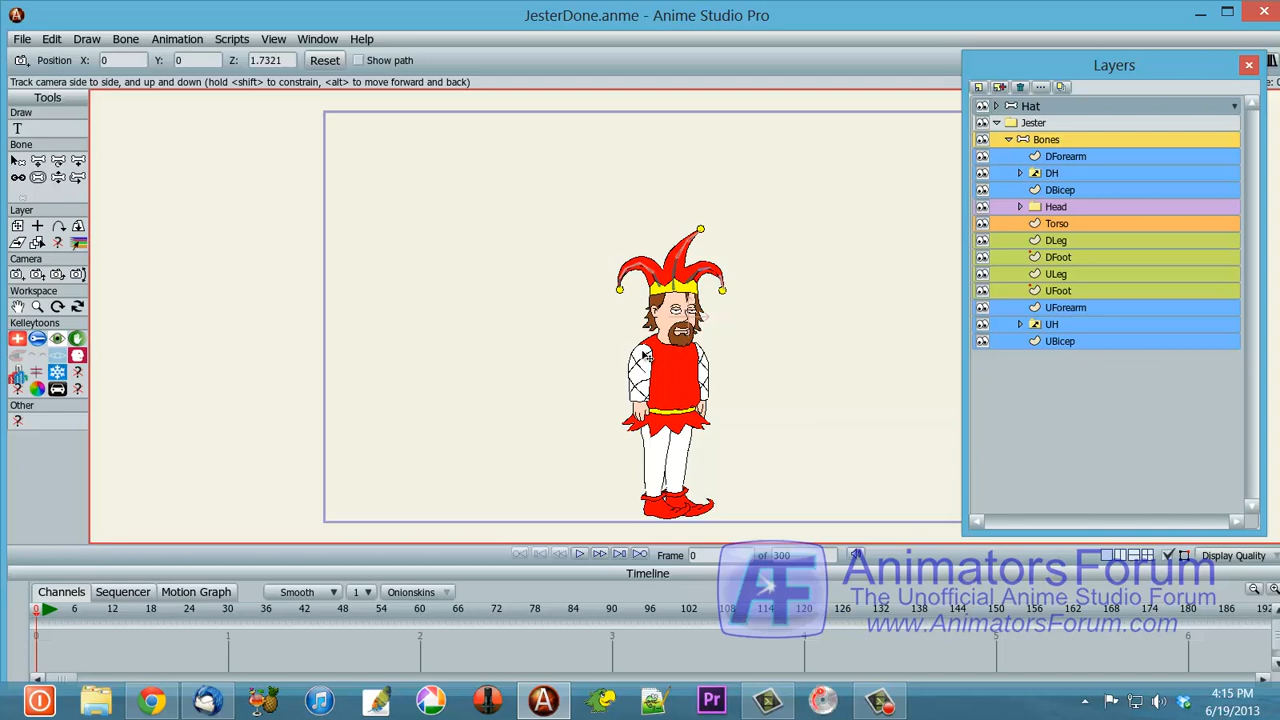 JesterDone.anme - Anime Studio Pro
File Edit Draw Bone Animation Scripts View Window Help
Position X: 0 Y: 0 Z: 1.7321 Reset Show path
Track camera side to side, and up and down (hold <shift> to constrain, <alt> to move forward and back)
Tools
Draw
T
Bone
Layer
Camera
Workspace
Kelleytoons
Other
Layers
Hat
Jester
Bones
DForearm
DH
DBicep
Head
Torso
DLeg
DFoot
ULeg
UFoot
UForearm
UH
UBicep
Frame 0 of 300 Display Quality
Timeline
Channels Sequencer Motion Graph Smooth 1 Onionskins
0 6 12 18 24 30 36 42 48 54 60 66 72 78 84 90 96 102 108 114 120 126 132 138 144 150 156 162 168 174 180 186 192
0 1 2 3 4 5 6
AF
AnimatorsForum
The Unofficial Anime Studio Forum
www.AnimatorsForum.com
A Pr
4:15 PM
6/19/2013